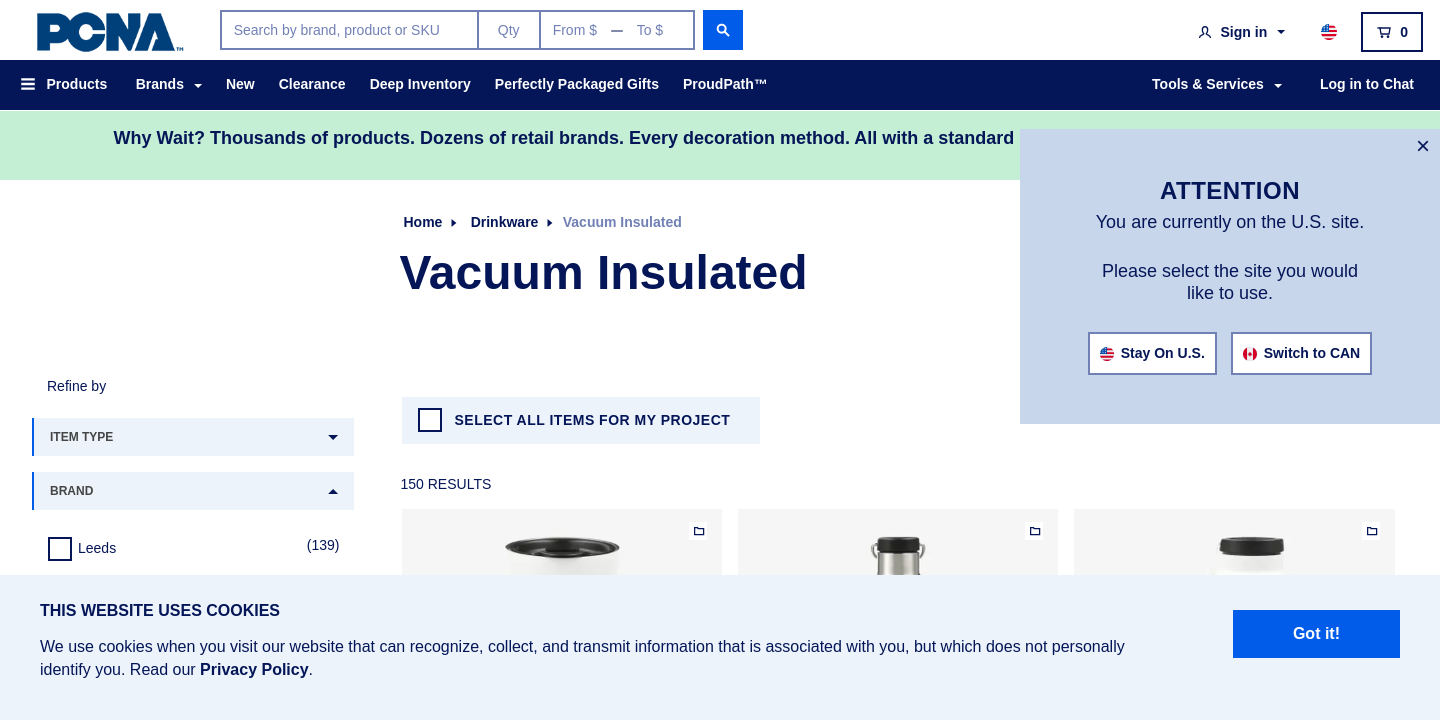 PCNA™
Search by brand, product or SKU
Qty
From $ — To $
Sign in
0
Products
Brands
New
Clearance
Deep Inventory
Perfectly Packaged Gifts
ProudPath™
Tools & Services
Log in to Chat
Why Wait? Thousands of products. Dozens of retail brands. Every decoration method. All with a standard
×
ATTENTION
You are currently on the U.S. site.
Please select the site you would
like to use.
Stay On U.S.
Switch to CAN
Home
Drinkware
Vacuum Insulated
Vacuum Insulated
Refine by
ITEM TYPE
BRAND
Leeds
(139)
SELECT ALL ITEMS FOR MY PROJECT
150 RESULTS
THIS WEBSITE USES COOKIES
We use cookies when you visit our website that can recognize, collect, and transmit information that is associated with you, but which does not personally
identify you. Read our Privacy Policy.
Got it!